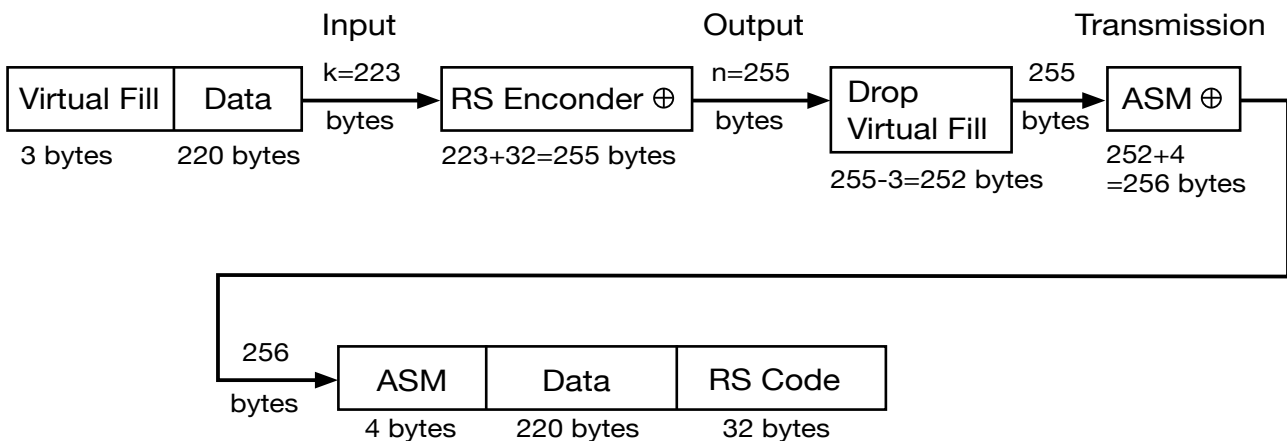 Input
Output
Transmission
Virtual Fill
Data
k=223
bytes
RS Enconder ⊕
n=255
bytes
Drop
Virtual Fill
255
bytes
ASM ⊕
3 bytes
220 bytes
223+32=255 bytes
255-3=252 bytes
252+4
=256 bytes
256
bytes
ASM
Data
RS Code
4 bytes
220 bytes
32 bytes